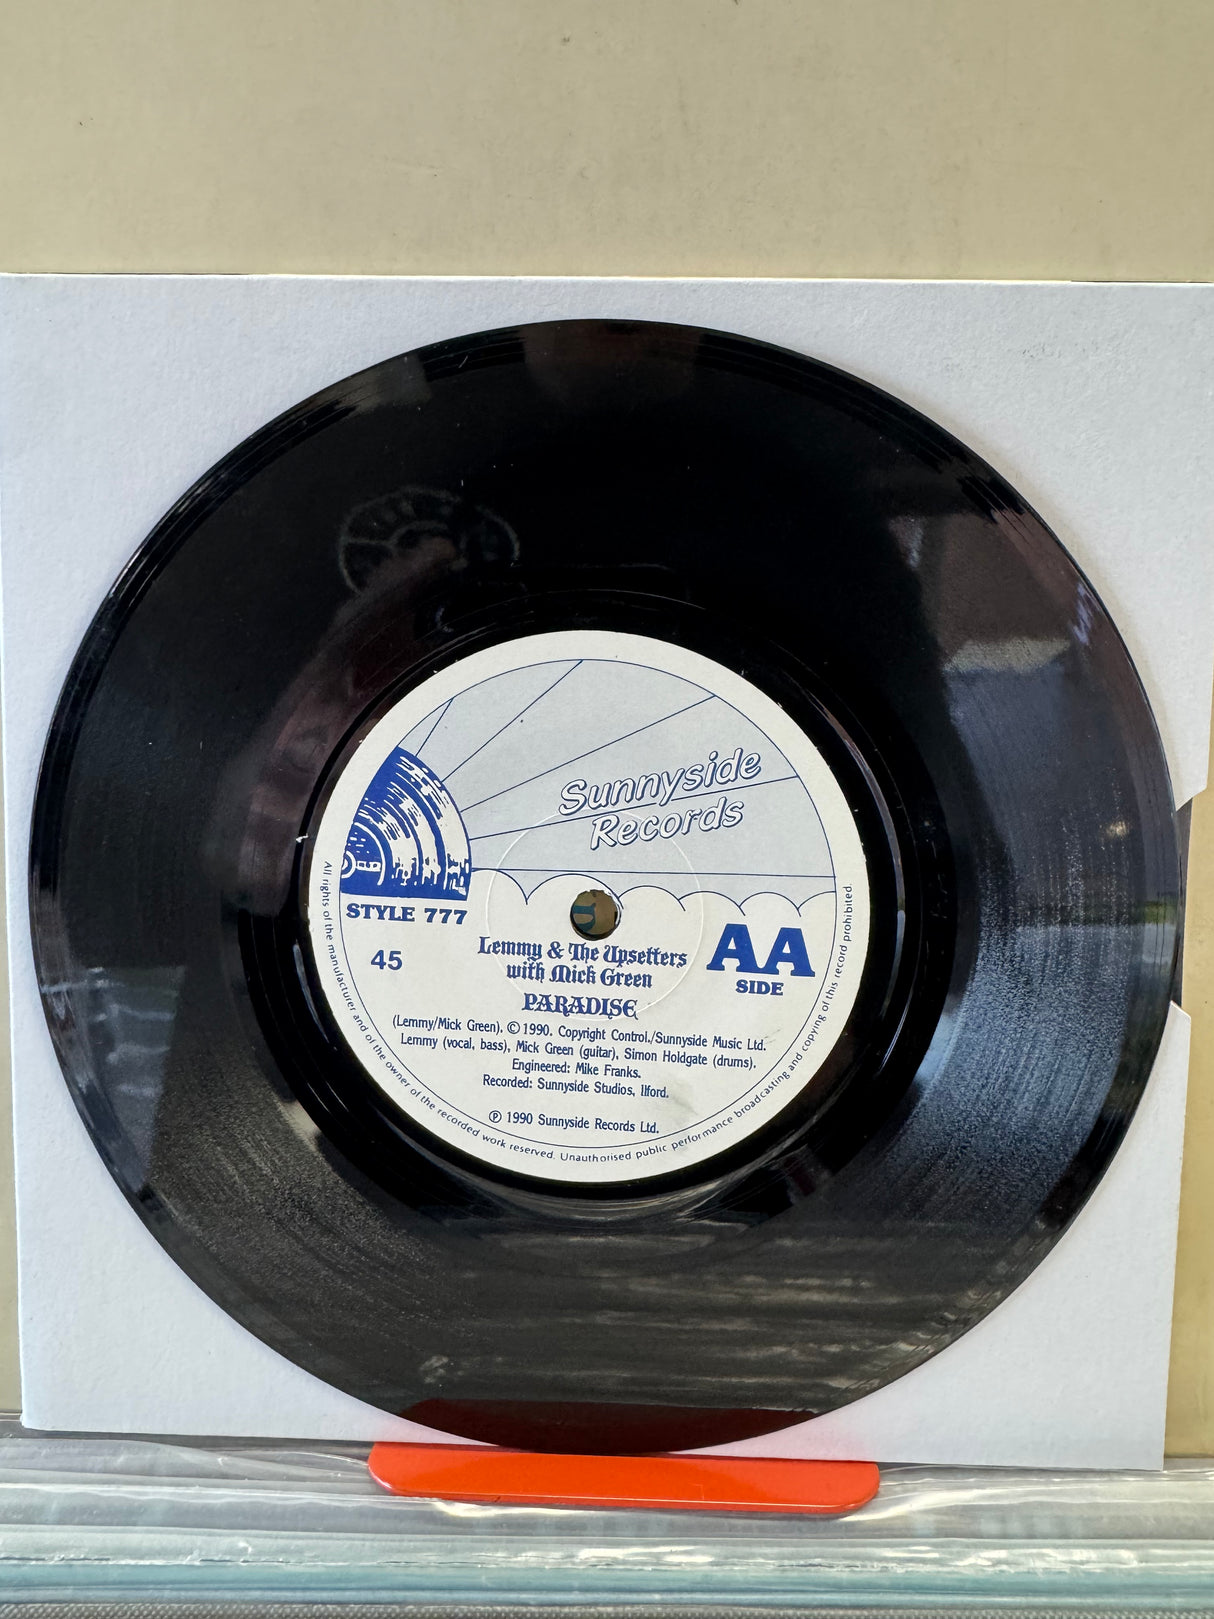 Sunnyside
Records
STYLE 777
45
AA
SIDE
Lemmy & The Upsetters
with Mick Green
PARADISE
(Lemmy/Mick Green). © 1990. Copyright Control./Sunnyside Music Ltd.
Lemmy (vocal, bass), Mick Green (guitar), Simon Holdgate (drums).
Engineered: Mike Franks.
Recorded: Sunnyside Studios, Ilford.
℗ 1990 Sunnyside Records Ltd.
All rights of the manufacturer and of the owner of the recorded work reserved. Unauthorised public performance broadcasting and copying of this record prohibited.